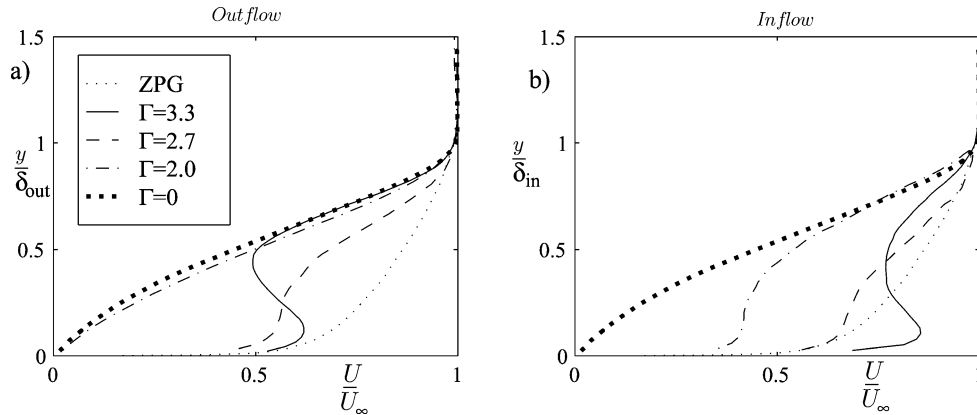 Outflow
a)
1.5
1
0.5
0
y
δout
ZPG
Γ=3.3
Γ=2.7
Γ=2.0
Γ=0
0
0.5
1
U
U∞
Inflow
b)
1.5
1
0.5
0
y
δin
0
0.5
1
U
U∞